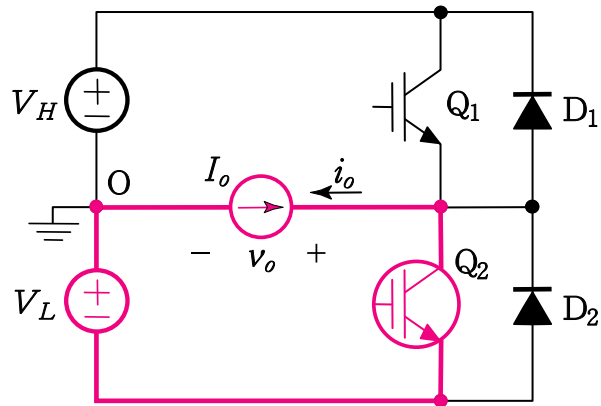 V_H
Q_1
D_1
O
I_o
i_o
- v_o +
Q_2
V_L
D_2